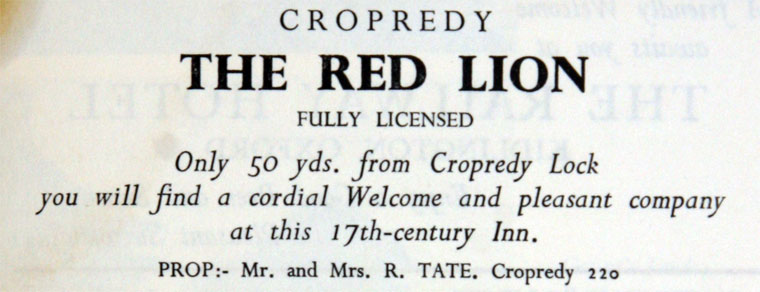 CROPREDY
THE RED LION
FULLY LICENSED
Only 50 yds. from Cropredy Lock
you will find a cordial Welcome and pleasant company
at this 17th-century Inn.
PROP:- Mr. and Mrs. R. TATE. Cropredy 220